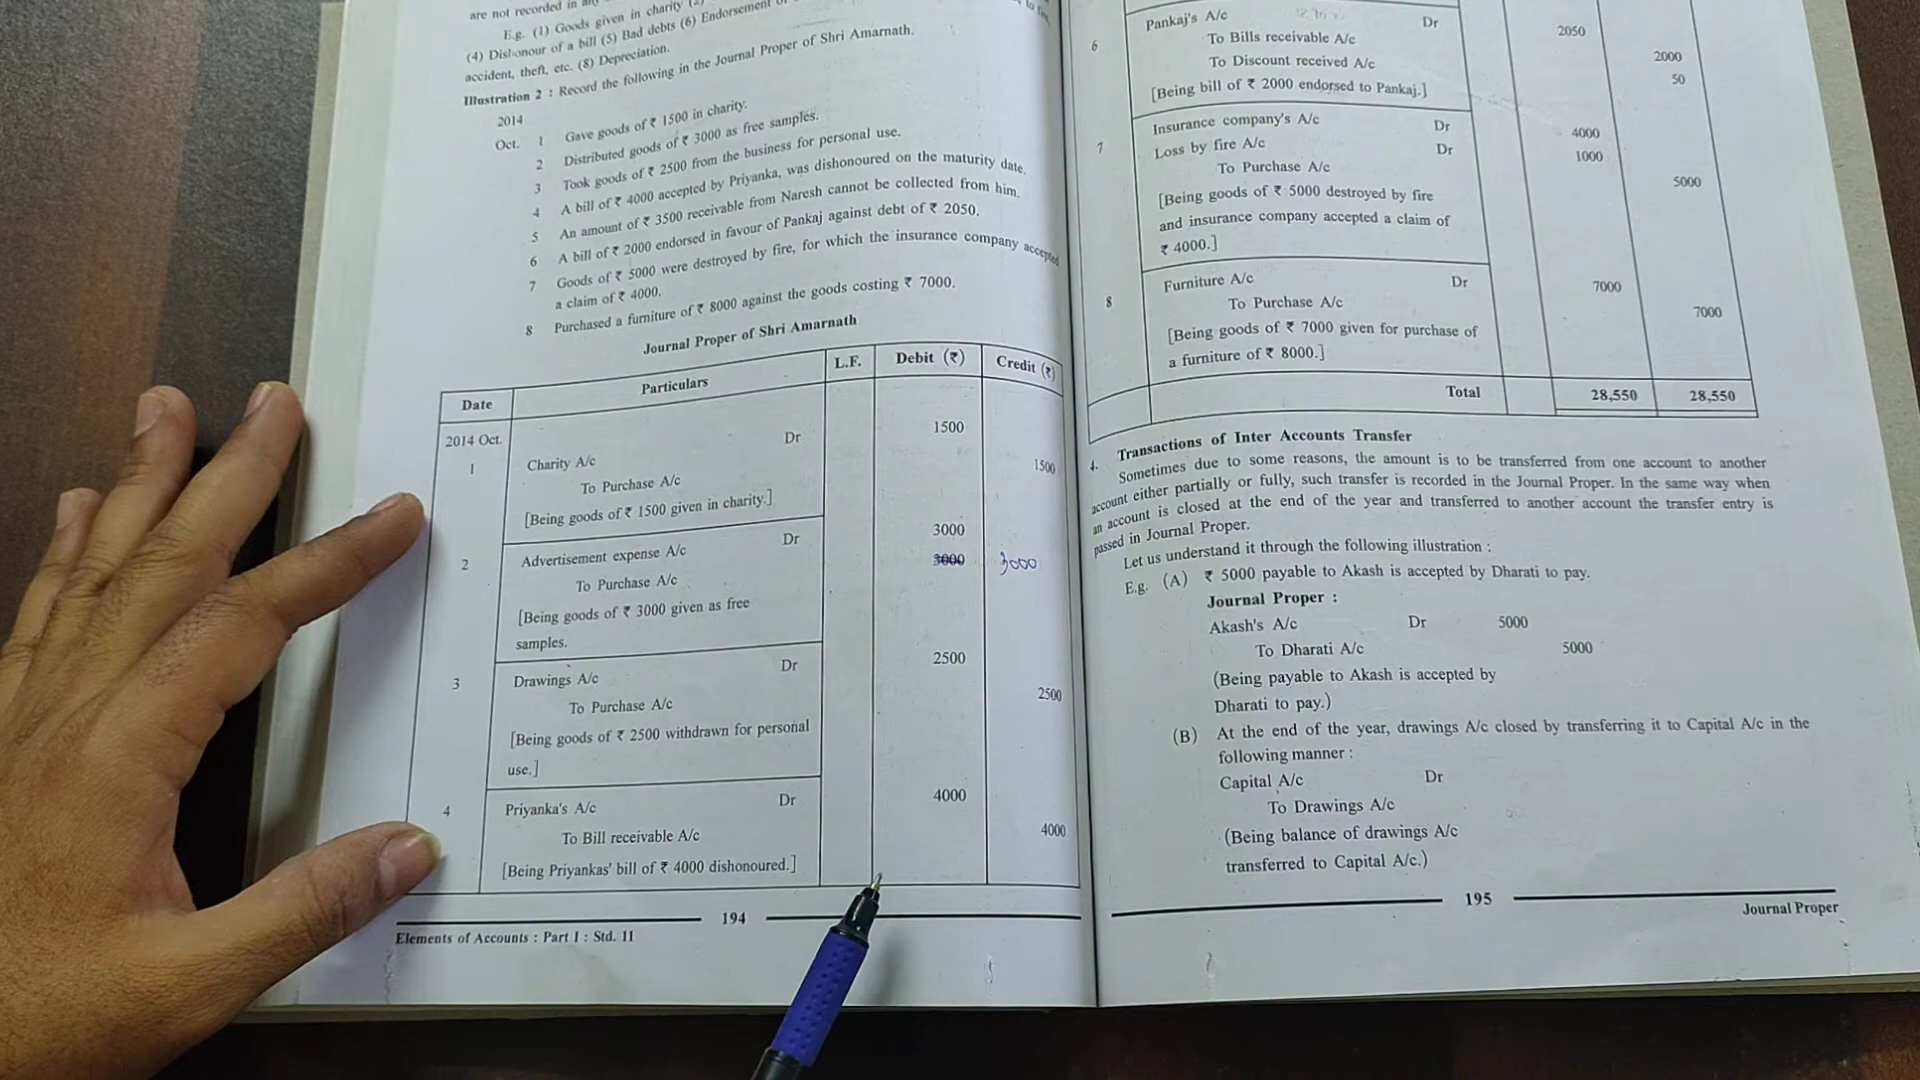 are not recorded in any
E.g. (1) Goods given in charity (2)
(4) Dishonour of a bill (5) Bad debts (6) Endorsement of
accident, theft, etc. (8) Depreciation.
Illustration 2 : Record the following in the Journal Proper of Shri Amarnath.
2014
Oct. 1 Gave goods of ₹ 1500 in charity.
2 Distributed goods of ₹ 3000 as free samples.
3 Took goods of ₹ 2500 from the business for personal use.
4 A bill of ₹ 4000 accepted by Priyanka, was dishonoured on the maturity date.
5 An amount of ₹ 3500 receivable from Naresh cannot be collected from him.
6 A bill of ₹ 2000 endorsed in favour of Pankaj against debt of ₹ 2050.
7 Goods of ₹ 5000 were destroyed by fire, for which the insurance company accepted
a claim of ₹ 4000.
8 Purchased a furniture of ₹ 8000 against the goods costing ₹ 7000.
Journal Proper of Shri Amarnath
Date Particulars L.F. Debit (₹) Credit (₹)
2014 Oct.
1 Charity A/c Dr 1500
To Purchase A/c 1500
[Being goods of ₹ 1500 given in charity.]
2 Advertisement expense A/c Dr 3000
To Purchase A/c 3000 3000
[Being goods of ₹ 3000 given as free
samples.
3 Drawings A/c Dr 2500
To Purchase A/c 2500
[Being goods of ₹ 2500 withdrawn for personal
use.]
4 Priyanka's A/c Dr 4000
To Bill receivable A/c 4000
[Being Priyankas' bill of ₹ 4000 dishonoured.]
194
Elements of Accounts : Part I : Std. 11
6 Pankaj's A/c Dr 2050
To Bills receivable A/c 2000
To Discount received A/c 50
[Being bill of ₹ 2000 endorsed to Pankaj.]
7 Insurance company's A/c Dr 4000
Loss by fire A/c Dr 1000
To Purchase A/c 5000
[Being goods of ₹ 5000 destroyed by fire
and insurance company accepted a claim of
₹ 4000.]
8 Furniture A/c Dr 7000
To Purchase A/c 7000
[Being goods of ₹ 7000 given for purchase of
a furniture of ₹ 8000.]
Total 28,550 28,550
4. Transactions of Inter Accounts Transfer
Sometimes due to some reasons, the amount is to be transferred from one account to another
account either partially or fully, such transfer is recorded in the Journal Proper. In the same way when
an account is closed at the end of the year and transferred to another account the transfer entry is
passed in Journal Proper.
Let us understand it through the following illustration :
E.g. (A) ₹ 5000 payable to Akash is accepted by Dharati to pay.
Journal Proper :
Akash's A/c Dr 5000
To Dharati A/c 5000
(Being payable to Akash is accepted by
Dharati to pay.)
(B) At the end of the year, drawings A/c closed by transferring it to Capital A/c in the
following manner :
Capital A/c Dr
To Drawings A/c
(Being balance of drawings A/c
transferred to Capital A/c.)
195
Journal Proper